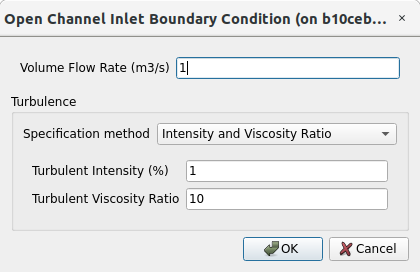 Open Channel Inlet Boundary Condition (on b10ceb... ×
Volume Flow Rate (m3/s) 1
Turbulence
Specification method Intensity and Viscosity Ratio
Turbulent Intensity (%) 1
Turbulent Viscosity Ratio 10
OK Cancel